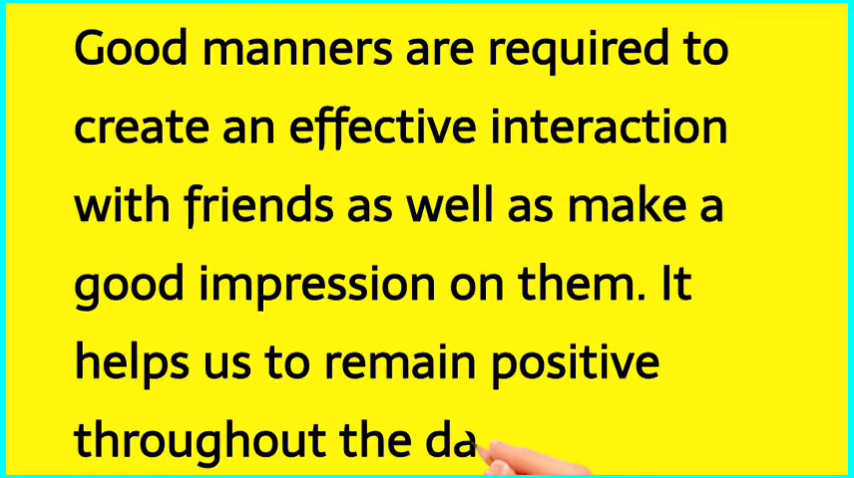 Good manners are required to
create an effective interaction
with friends as well as make a
good impression on them. It
helps us to remain positive
throughout the da